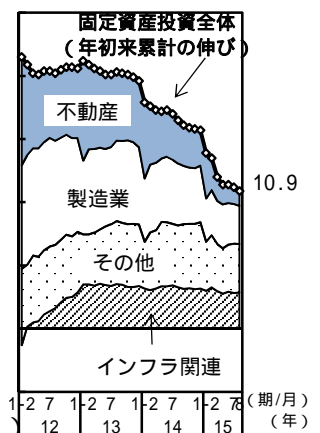 固定資産投資全体
（年初来累計の伸び）
不動産
10.9
製造業
その他
インフラ関連
1-2 7 1-2 7 1-2 7 1-2 7 8 （期/月）
） 12 13 14 15 （年）